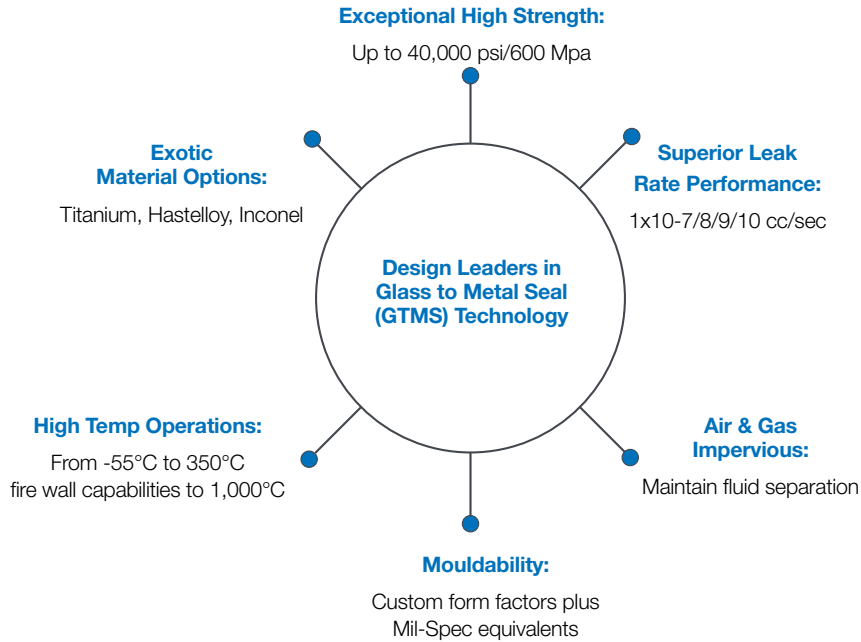 Exceptional High Strength:
Up to 40,000 psi/600 Mpa
Exotic
Material Options:
Titanium, Hastelloy, Inconel
Superior Leak
Rate Performance:
1x10-7/8/9/10 cc/sec
Design Leaders in
Glass to Metal Seal
(GTMS) Technology
High Temp Operations:
From -55°C to 350°C
fire wall capabilities to 1,000°C
Air & Gas
Impervious:
Maintain fluid separation
Mouldability:
Custom form factors plus
Mil-Spec equivalents